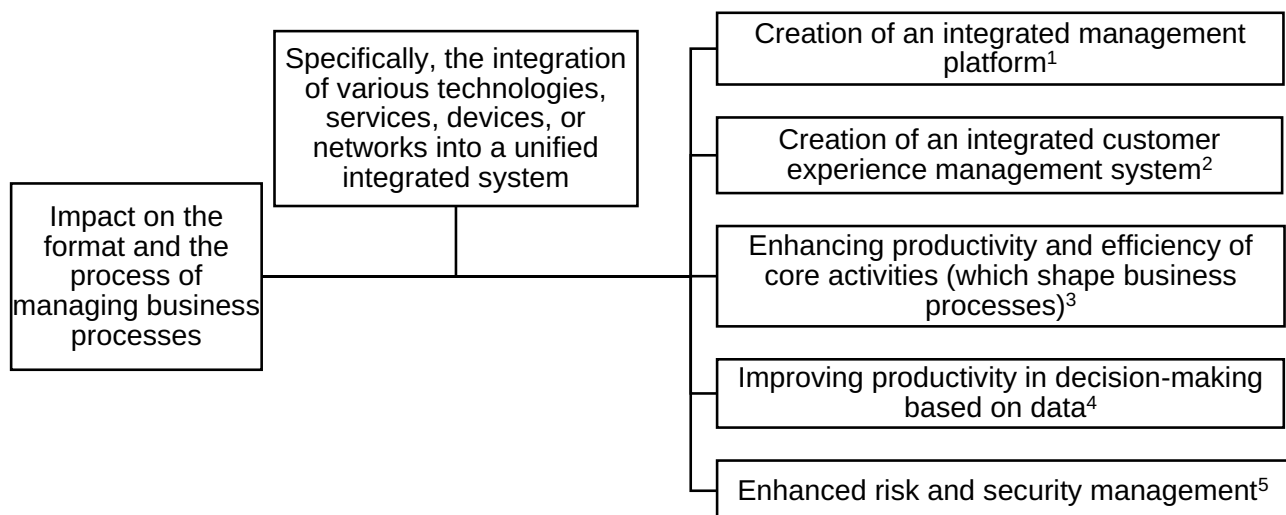 Impact on the
format and the
process of
managing business
processes
Specifically, the integration
of various technologies,
services, devices, or
networks into a unified
integrated system
Creation of an integrated management
platform¹
Creation of an integrated customer
experience management system²
Enhancing productivity and efficiency of
core activities (which shape business
processes)³
Improving productivity in decision-making
based on data⁴
Enhanced risk and security management⁵